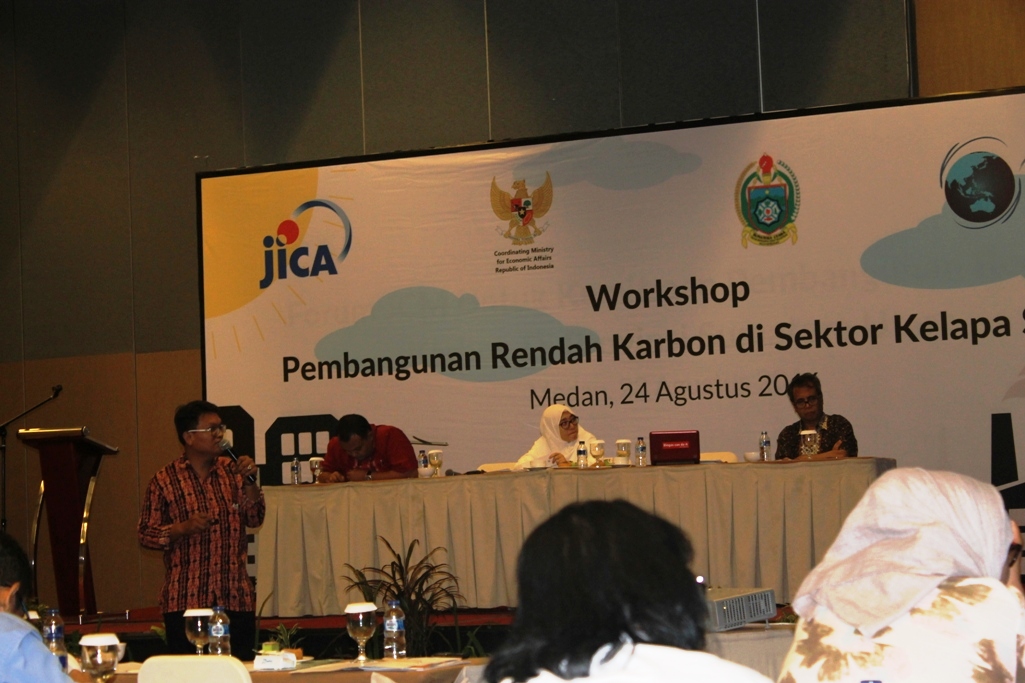 JICA
Coordinating Ministry
for Economic Affairs
Republic of Indonesia
Workshop
Pembangunan Rendah Karbon di Sektor Kelapa S
Medan, 24 Agustus